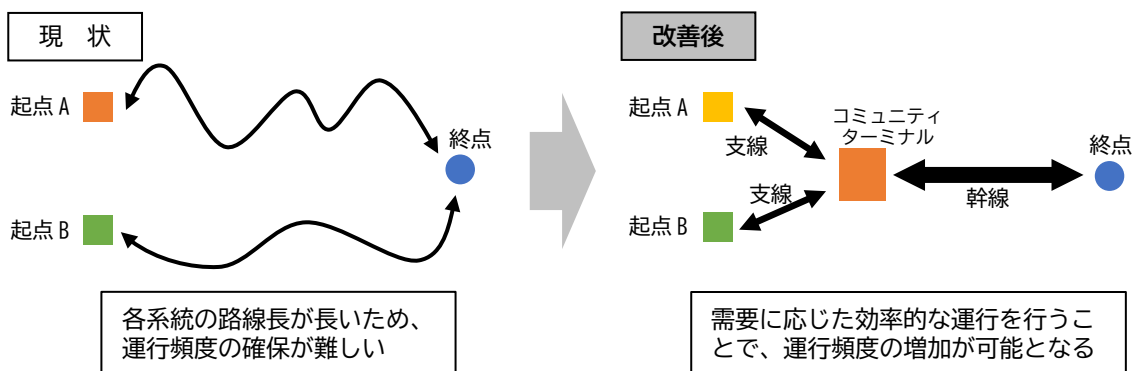 現　状
起点 A
終点
起点 B
各系統の路線長が長いため、
運行頻度の確保が難しい
改善後
起点 A
コミュニティ
ターミナル
支線
終点
支線
幹線
起点 B
需要に応じた効率的な運行を行うこ
とで、運行頻度の増加が可能となる